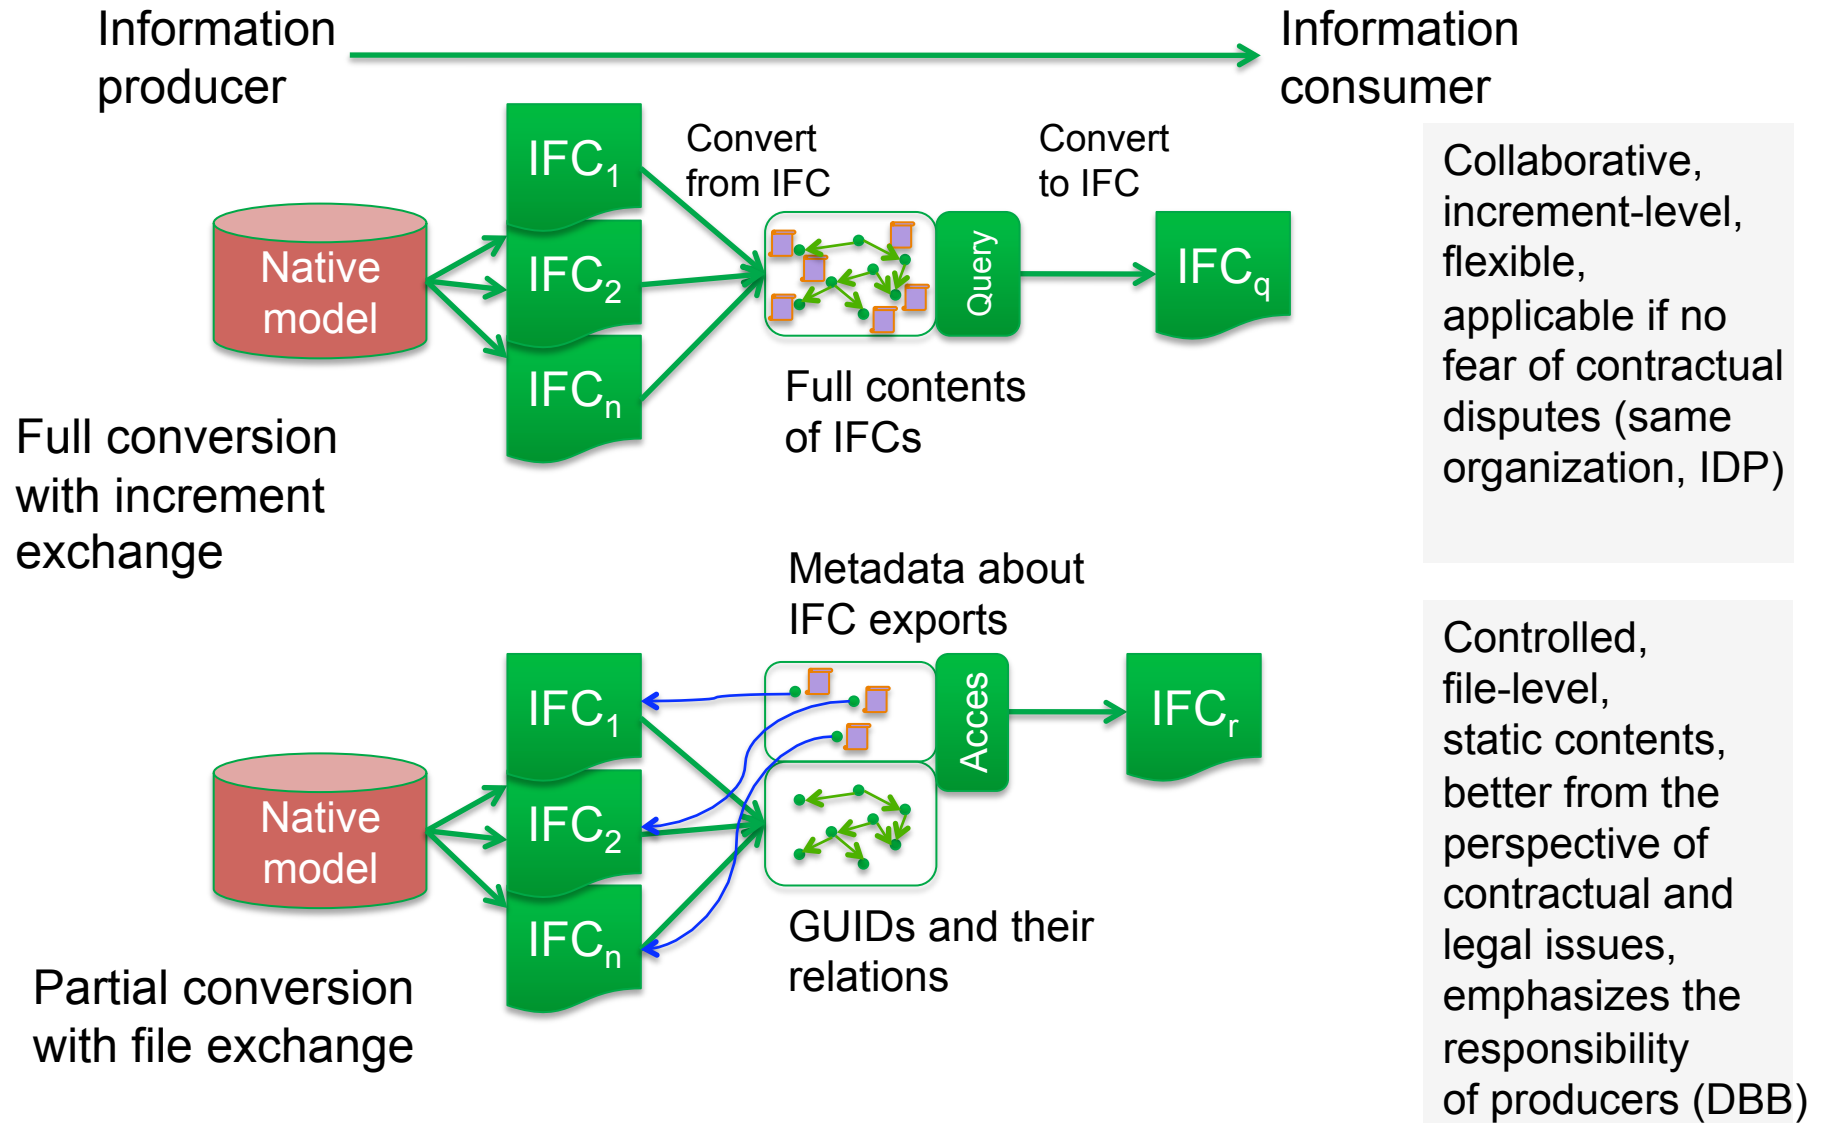 Information
producer
Information
consumer
IFC1
IFC2
IFCn
Native
model
Convert
from IFC
Convert
to IFC
Query
IFCq
Full contents
of IFCs
Full conversion
with increment
exchange
Collaborative,
increment-level,
flexible,
applicable if no
fear of contractual
disputes (same
organization, IDP)
Metadata about
IFC exports
IFC1
IFC2
IFCn
Native
model
Acces
IFCr
GUIDs and their
relations
Partial conversion
with file exchange
Controlled,
file-level,
static contents,
better from the
perspective of
contractual and
legal issues,
emphasizes the
responsibility
of producers (DBB)